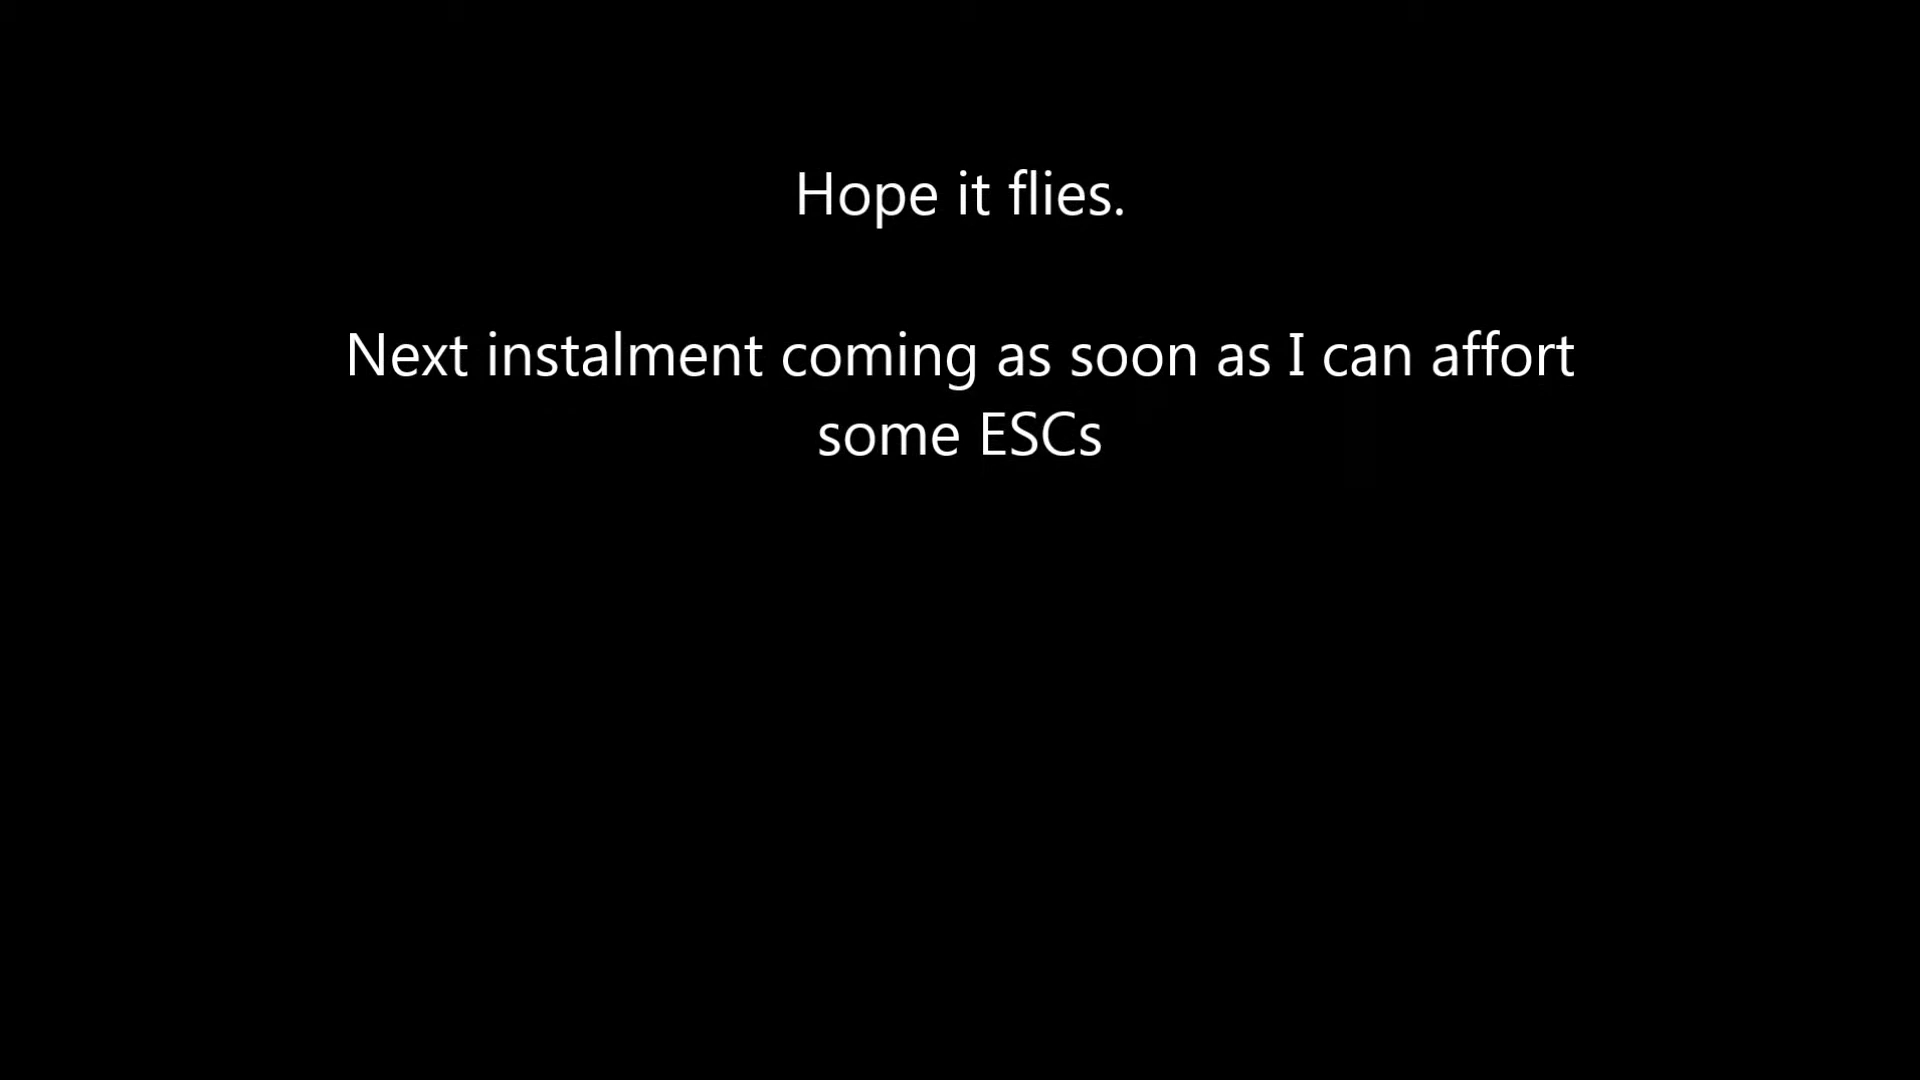 Hope it flies.
Next instalment coming as soon as I can affort
some ESCs